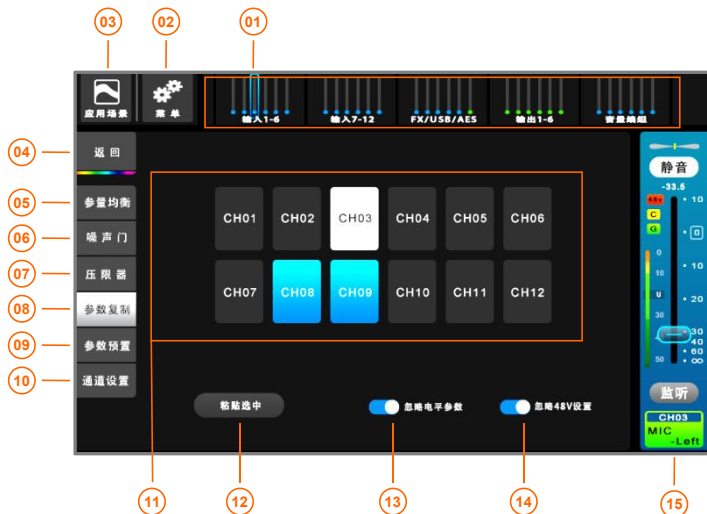 03
02
01
应用场景
菜 单
输入1-6
输入7-12
FX/USB/AES
输出1-6
音量编组
04
返 回
静音
-33.5
05
参量均衡
48V
10
C
G
0
06
噪声门
CH01
CH02
CH03
CH04
CH05
CH06
07
压限器
0
10
10
08
参数复制
CH07
CH08
CH09
CH10
CH11
CH12
20
30
09
参数预置
30
40
60
50
∞
10
通道设置
监听
粘贴选中
忽略电平参数
忽略48V设置
CH03
MIC
-Left
11
12
13
14
15